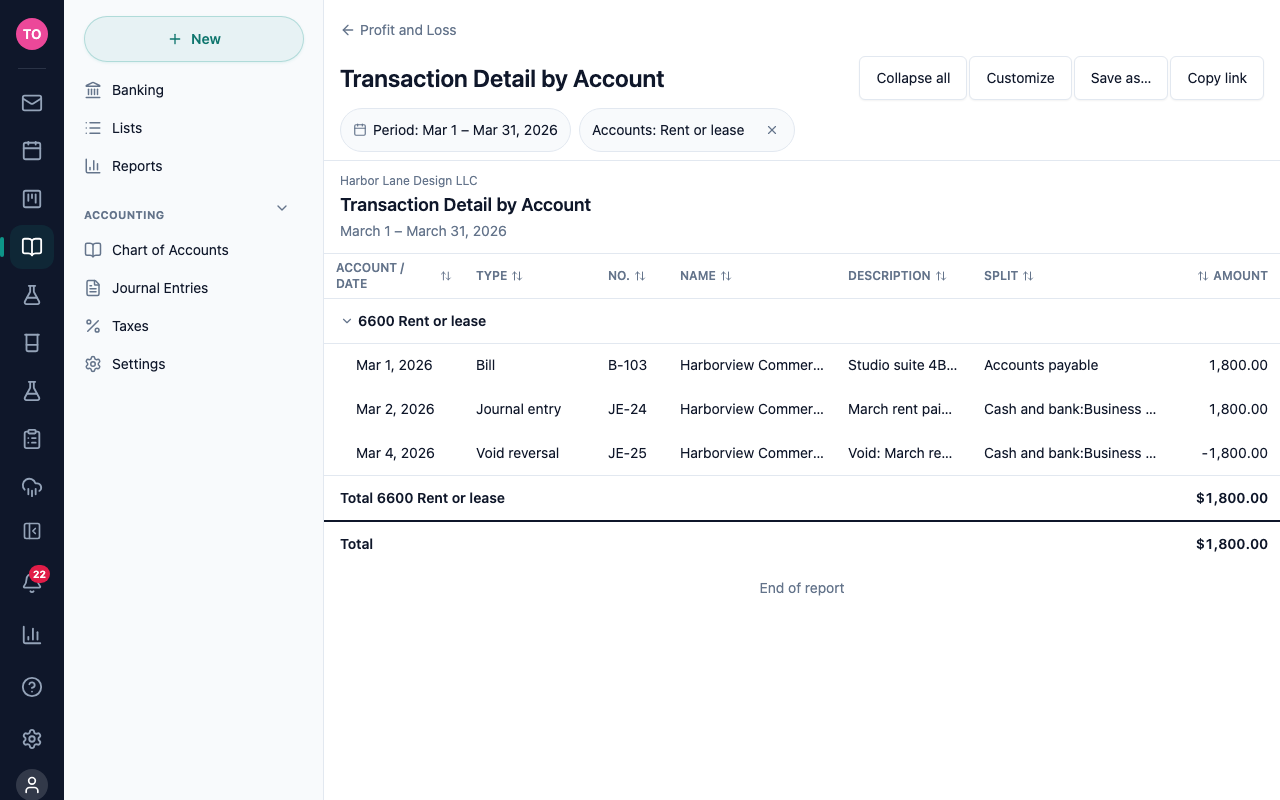 TO
New
Banking
Lists
Reports
ACCOUNTING
Chart of Accounts
Journal Entries
Taxes
Settings
22
Profit and Loss
Transaction Detail by Account
Collapse all
Customize
Save as...
Copy link
Period: Mar 1 – Mar 31, 2026
Accounts: Rent or lease
Harbor Lane Design LLC
Transaction Detail by Account
March 1 – March 31, 2026
ACCOUNT / DATE TYPE NO. NAME DESCRIPTION SPLIT AMOUNT
6600 Rent or lease
Mar 1, 2026 Bill B-103 Harborview Commer... Studio suite 4B... Accounts payable 1,800.00
Mar 2, 2026 Journal entry JE-24 Harborview Commer... March rent pai... Cash and bank:Business ... 1,800.00
Mar 4, 2026 Void reversal JE-25 Harborview Commer... Void: March re... Cash and bank:Business ... -1,800.00
Total 6600 Rent or lease $1,800.00
Total $1,800.00
End of report